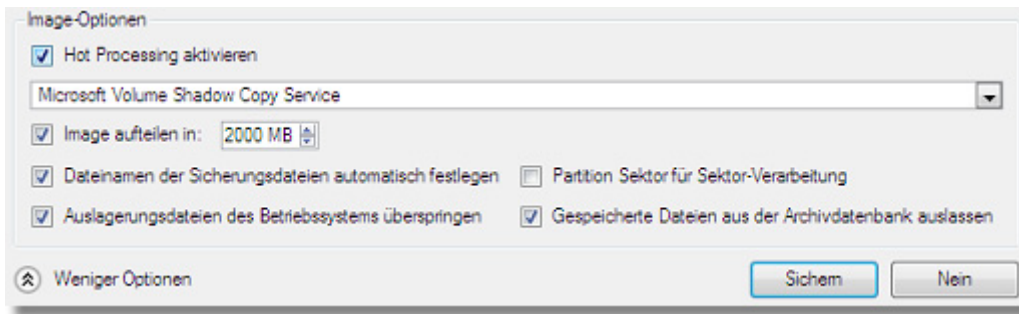 Image-Optionen
Hot Processing aktivieren
Microsoft Volume Shadow Copy Service
Image aufteilen in: 2000 MB
Dateinamen der Sicherungsdateien automatisch festlegen Partition Sektor für Sektor-Verarbeitung
Auslagerungsdateien des Betriebssystems überspringen Gespeicherte Dateien aus der Archivdatenbank auslassen
Weniger Optionen Sichern Nein